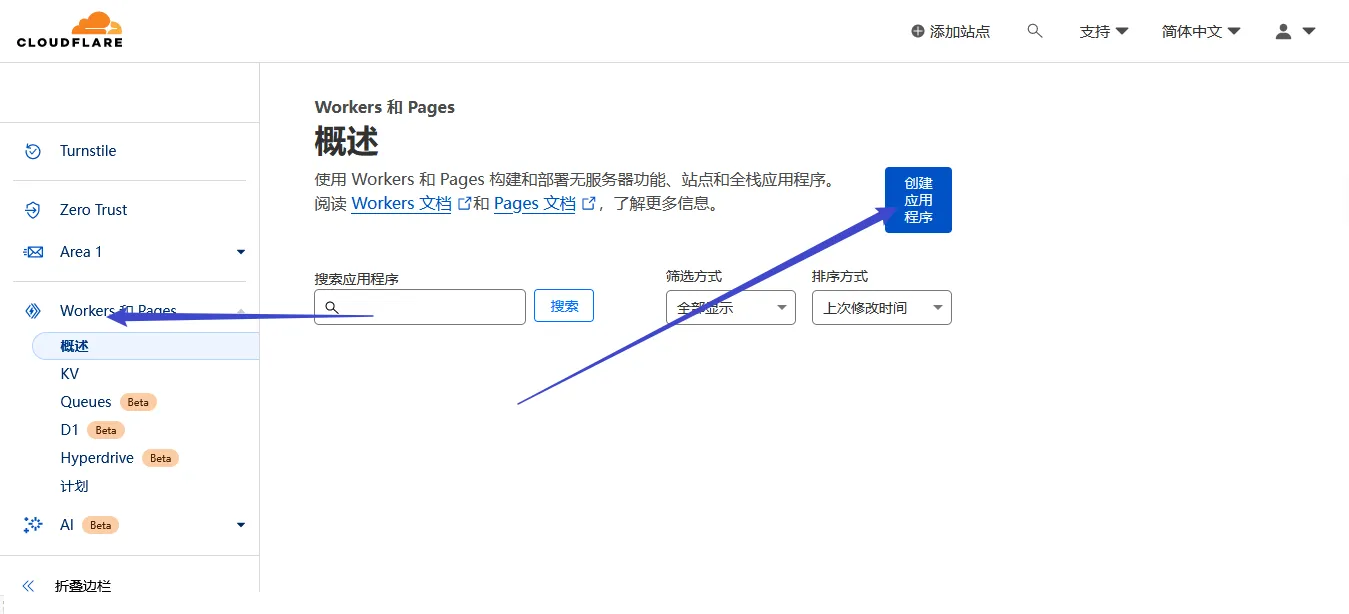 CLOUDFLARE
添加站点
支持
简体中文
Turnstile
Zero Trust
Area 1
Workers 和 Pages
概述
KV
Queues Beta
D1 Beta
Hyperdrive Beta
计划
AI Beta
折叠边栏
Workers 和 Pages
概述
使用 Workers 和 Pages 构建和部署无服务器功能、站点和全栈应用程序。
阅读 Workers 文档 和 Pages 文档 ，了解更多信息。
创建
应用
程序
搜索应用程序
搜索
筛选方式
全部显示
排序方式
上次修改时间